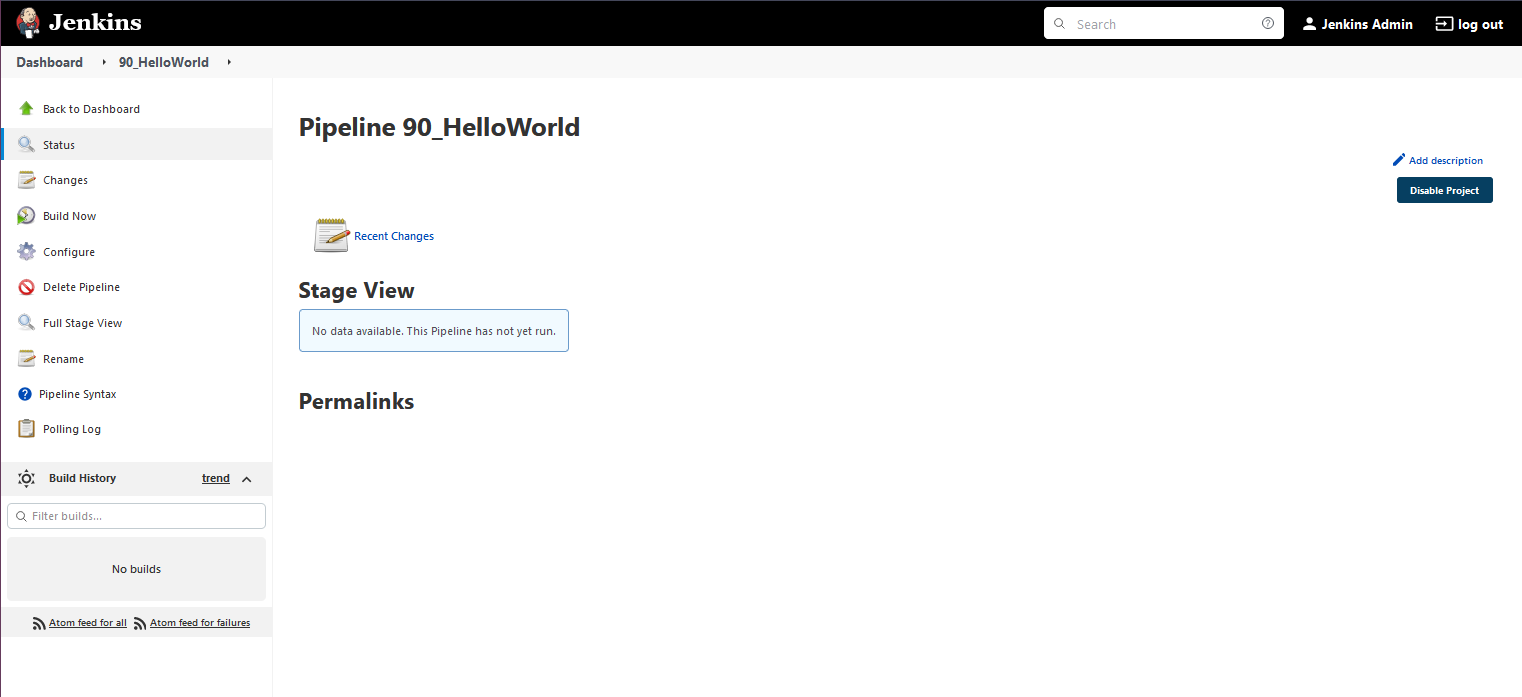 Jenkins
Search
Jenkins Admin
log out
Dashboard
90_HelloWorld
Back to Dashboard
Status
Changes
Build Now
Configure
Delete Pipeline
Full Stage View
Rename
Pipeline Syntax
Polling Log
Build History
trend
Filter builds...
No builds
Atom feed for all
Atom feed for failures
Pipeline 90_HelloWorld
Add description
Disable Project
Recent Changes
Stage View
No data available. This Pipeline has not yet run.
Permalinks